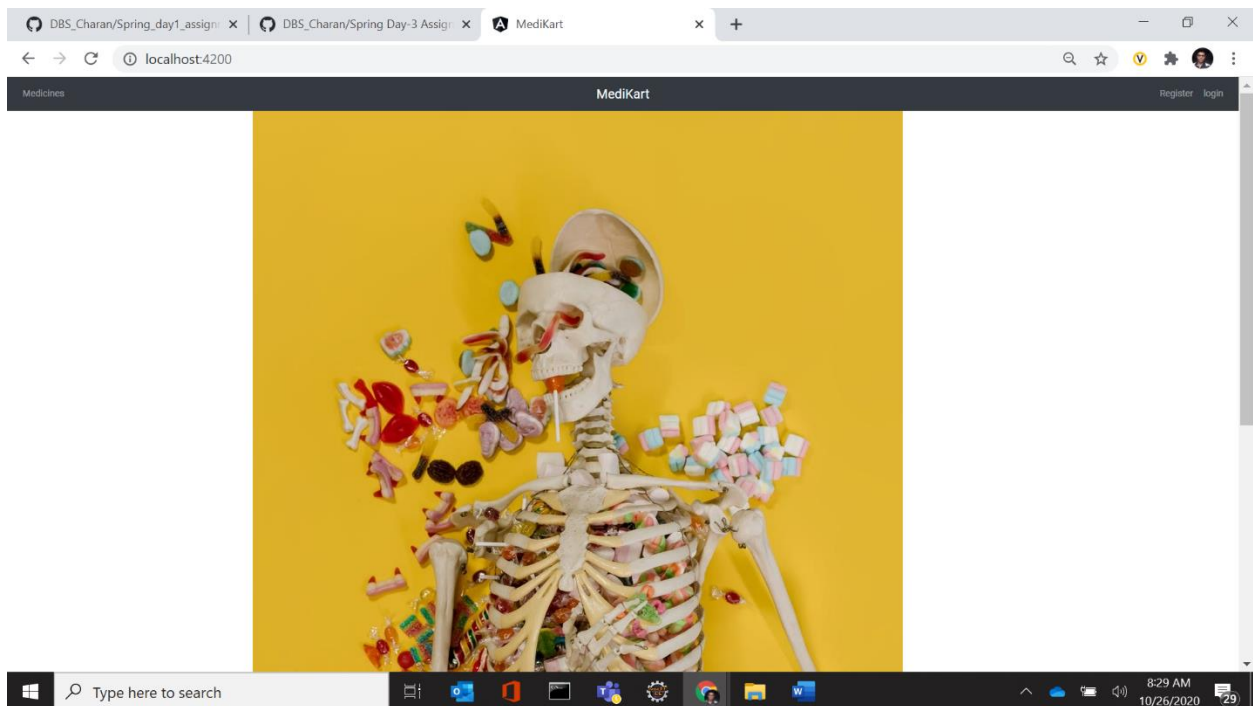 DBS_Charan/Spring_day1_assign
DBS_Charan/Spring Day-3 Assign
MediKart
localhost:4200
Medicines
MediKart
Register login
Type here to search
8:29 AM
10/26/2020
29